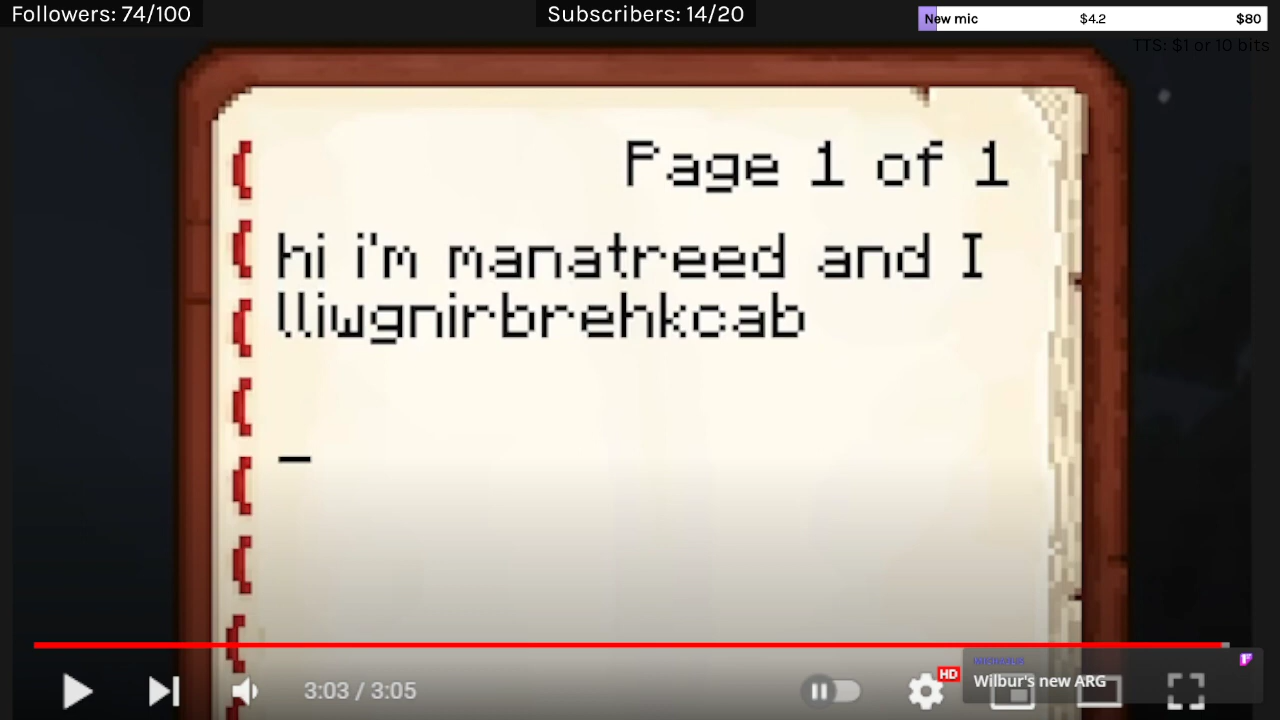 Followers: 74/100
Subscribers: 14/20
New mic $4.2 $80
TTS: $1 or 10 bits
Page 1 of 1
hi i'm manatreed and I
lliwgnirbrehkcab
_
3:03 / 3:05
HD
Wilbur's new ARG